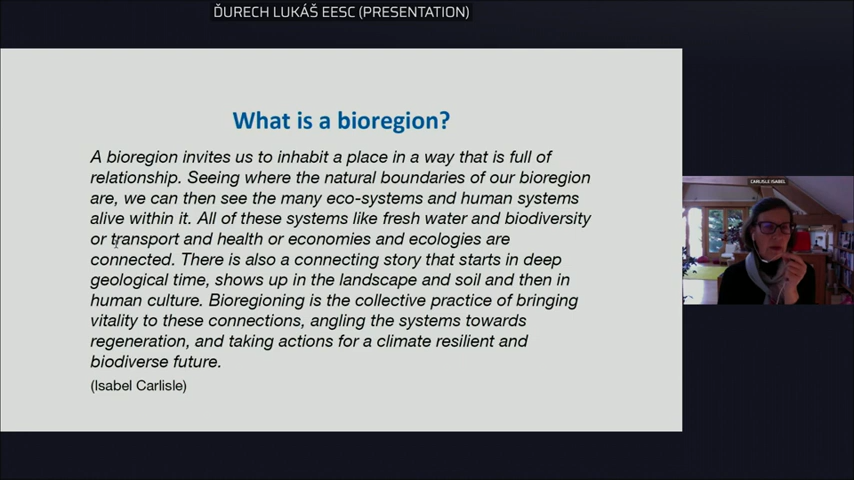 ĎURECH LUKÁŠ EESC (PRESENTATION)
What is a bioregion?
A bioregion invites us to inhabit a place in a way that is full of
relationship. Seeing where the natural boundaries of our bioregion
are, we can then see the many eco-systems and human systems
alive within it. All of these systems like fresh water and biodiversity
or transport and health or economies and ecologies are
connected. There is also a connecting story that starts in deep
geological time, shows up in the landscape and soil and then in
human culture. Bioregioning is the collective practice of bringing
vitality to these connections, angling the systems towards
regeneration, and taking actions for a climate resilient and
biodiverse future.
(Isabel Carlisle)
CARLISLE ISABEL